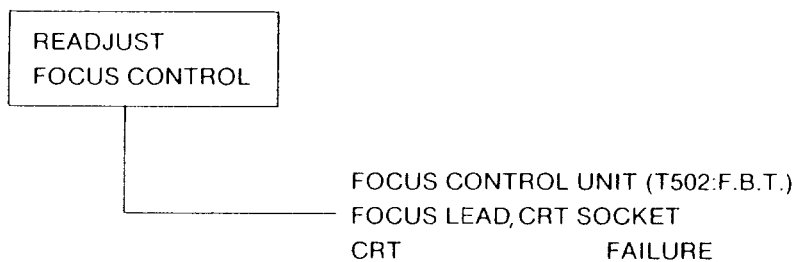 READJUST
FOCUS CONTROL
FOCUS CONTROL UNIT (T502:F.B.T.)
FOCUS LEAD, CRT SOCKET
CRT FAILURE